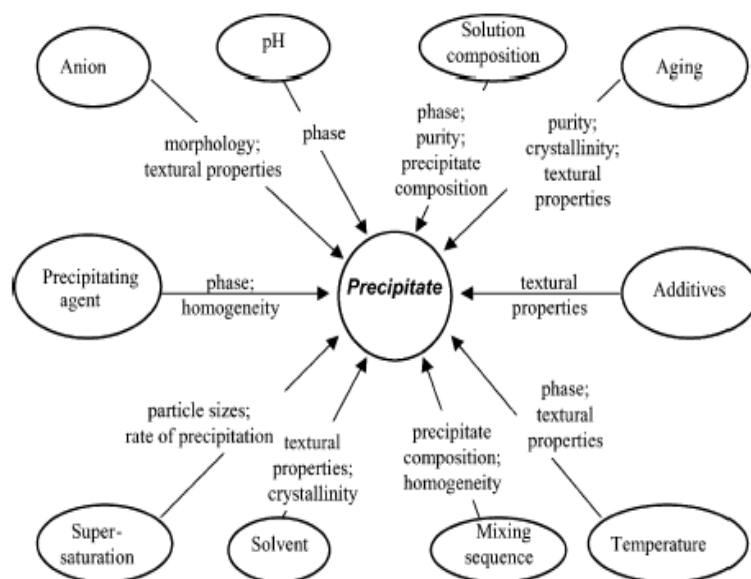 Anion
pH
Solution
composition
Aging
morphology;
textural properties
phase
phase;
purity;
precipitate
composition
purity;
crystallinity;
textural
properties
Precipitating
agent
phase;
homogeneity
Precipitate
textural
properties
Additives
particle sizes;
rate of precipitation
textural
properties;
crystallinity
precipitate
composition;
homogeneity
phase;
textural
properties
Super-
saturation
Solvent
Mixing
sequence
Temperature